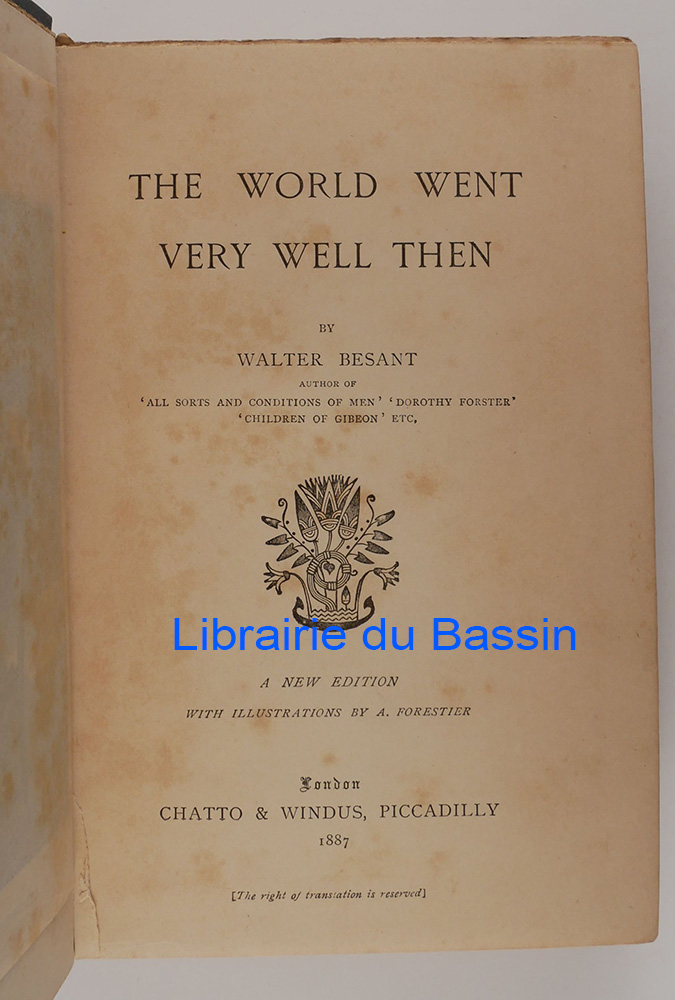 THE WORLD WENT
VERY WELL THEN
BY
WALTER BESANT
AUTHOR OF
‘ALL SORTS AND CONDITIONS OF MEN’ ‘DOROTHY FORSTER’
‘CHILDREN OF GIBEON’ ETC.
Librairie du Bassin
A NEW EDITION
WITH ILLUSTRATIONS BY A. FORESTIER
London
CHATTO & WINDUS, PICCADILLY
1887
[The right of translation is reserved]